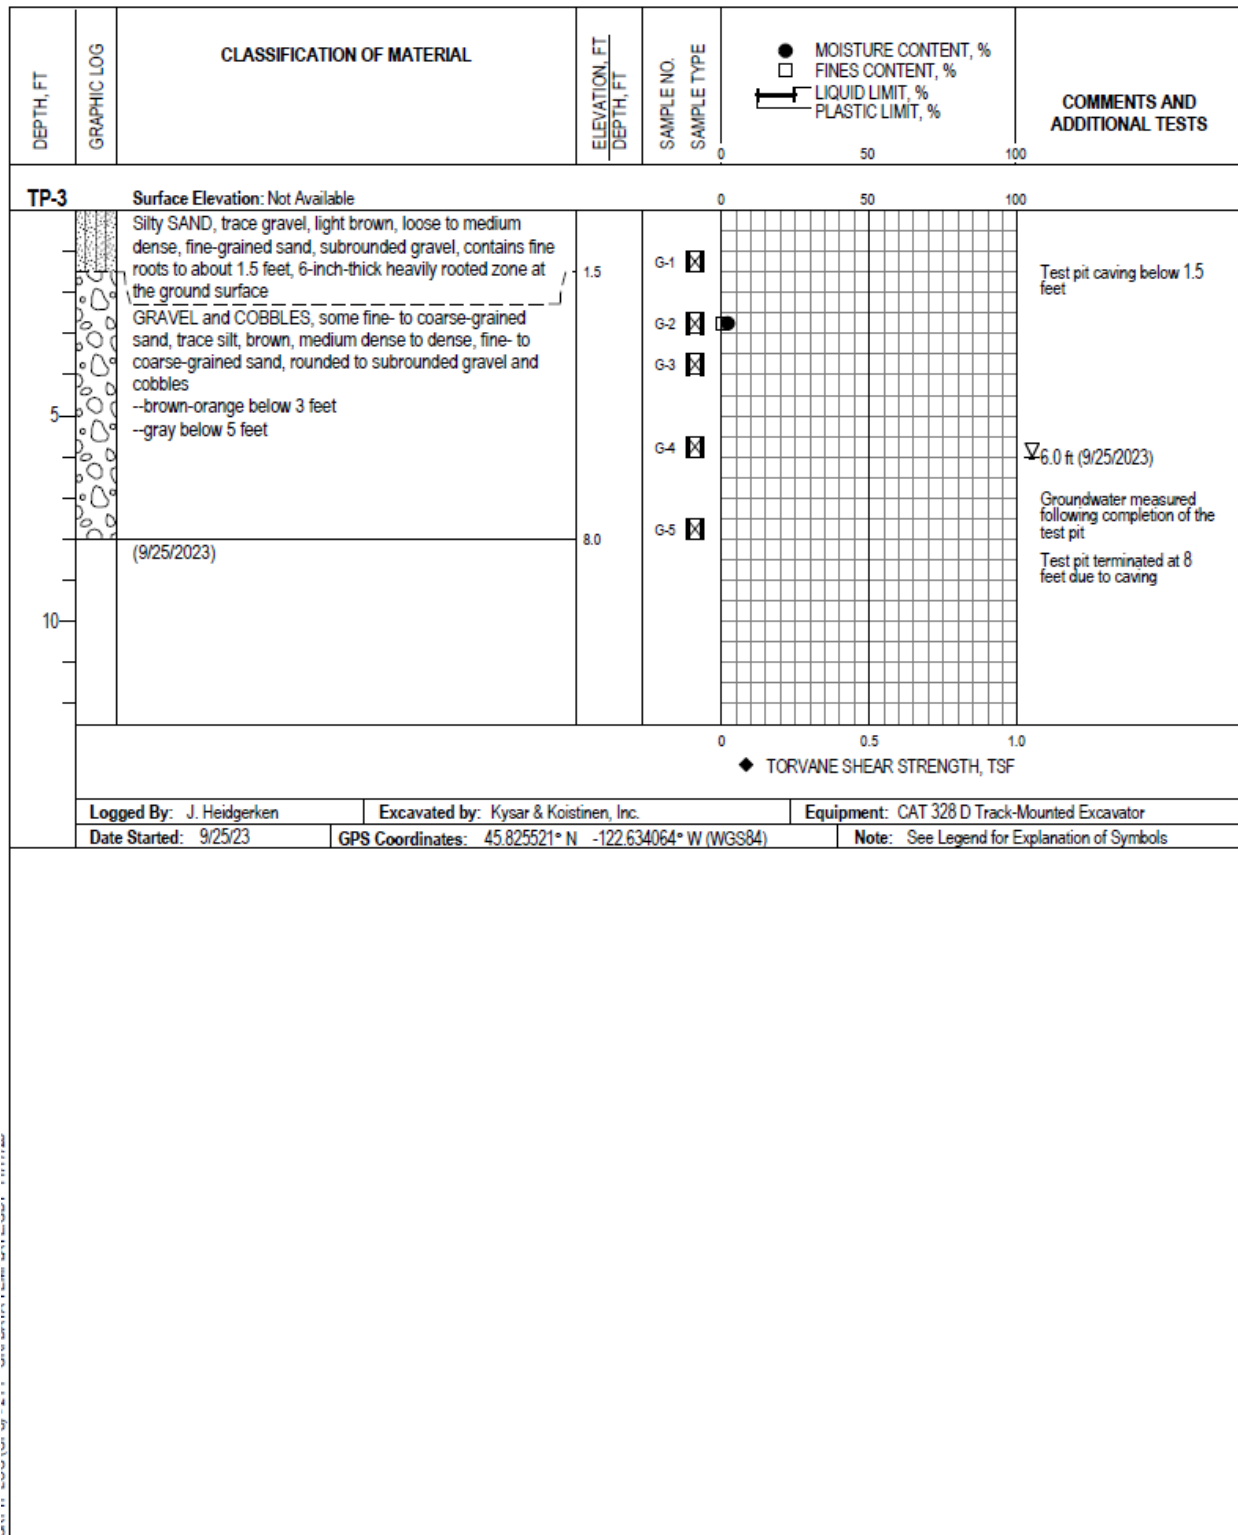 DEPTH, FT
GRAPHIC LOG
CLASSIFICATION OF MATERIAL
ELEVATION, FT
DEPTH, FT
SAMPLE NO.
SAMPLE TYPE
MOISTURE CONTENT, %
FINES CONTENT, %
LIQUID LIMIT, %
PLASTIC LIMIT, %
0 50 100
COMMENTS AND
ADDITIONAL TESTS
TP-3
Surface Elevation: Not Available
0 50 100
Silty SAND, trace gravel, light brown, loose to medium
dense, fine-grained sand, subrounded gravel, contains fine
roots to about 1.5 feet, 6-inch-thick heavily rooted zone at
the ground surface
1.5
G-1
Test pit caving below 1.5
feet
GRAVEL and COBBLES, some fine- to coarse-grained
sand, trace silt, brown, medium dense to dense, fine- to
coarse-grained sand, rounded to subrounded gravel and
cobbles
--brown-orange below 3 feet
--gray below 5 feet
G-2
G-3
5
G-4
6.0 ft (9/25/2023)
Groundwater measured
following completion of the
test pit
G-5
8.0
(9/25/2023)
Test pit terminated at 8
feet due to caving
10
0 0.5 1.0
TORVANE SHEAR STRENGTH, TSF
Logged By: J. Heidgerken
Excavated by: Kysar & Koistinen, Inc.
Equipment: CAT 328 D Track-Mounted Excavator
Date Started: 9/25/23
GPS Coordinates: 45.825521° N -122.634064° W (WGS84)
Note: See Legend for Explanation of Symbols